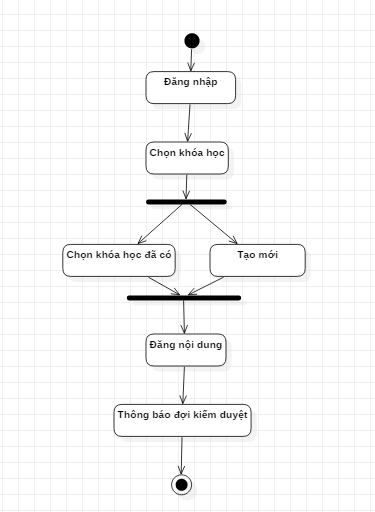 Đăng nhập
Chọn khóa học
Chọn khóa học đã có
Tạo mới
Đăng nội dung
Thông báo đợi kiểm duyệt